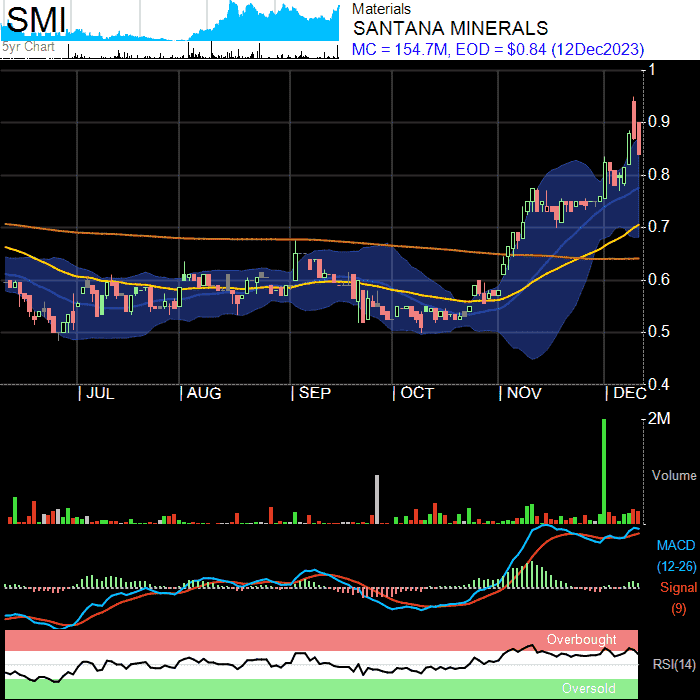 SMI
5yr Chart
Materials
SANTANA MINERALS
MC = 154.7M, EOD = $0.84 (12Dec2023)
1
0.9
0.8
0.7
0.6
0.5
0.4
JUL AUG SEP OCT NOV DEC
2M
Volume
MACD
(12-26)
Signal
(9)
Overbought
RSI(14)
Oversold